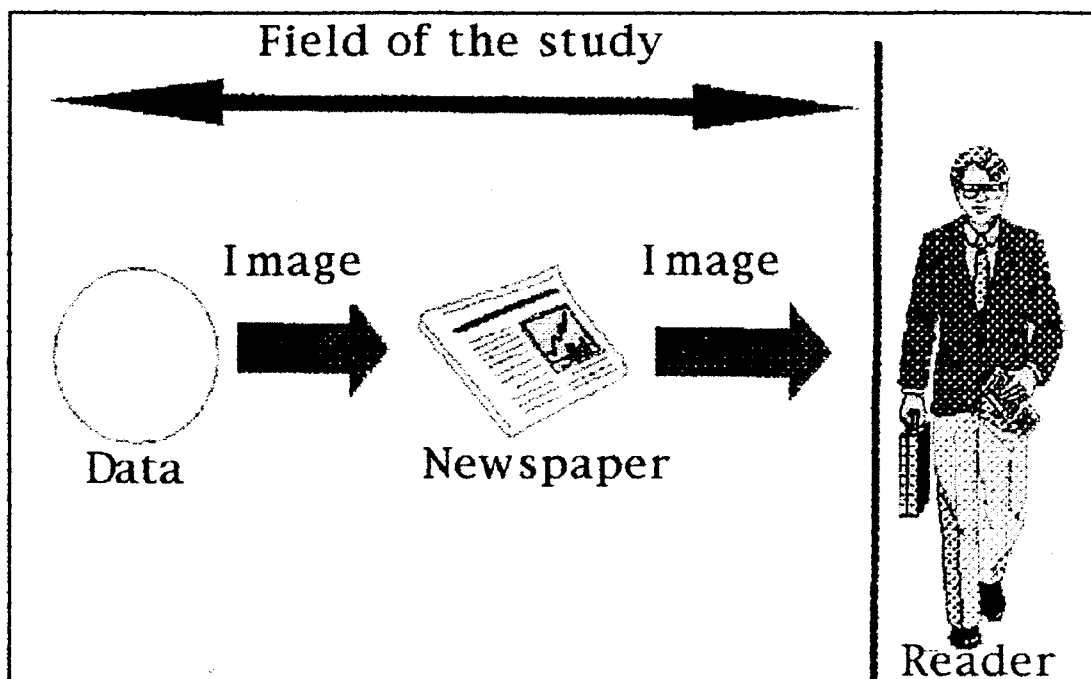 Field of the study
Image
Image
Data
Newspaper
Reader